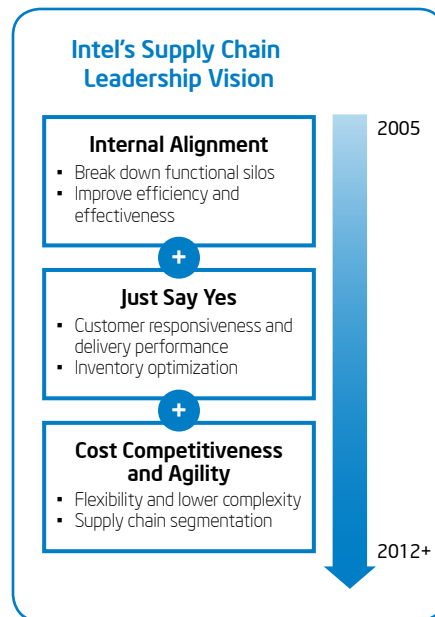 Intel's Supply Chain
Leadership Vision
2005
Internal Alignment
▪ Break down functional silos
▪ Improve efficiency and
effectiveness
+
Just Say Yes
▪ Customer responsiveness and
delivery performance
▪ Inventory optimization
+
Cost Competitiveness
and Agility
▪ Flexibility and lower complexity
▪ Supply chain segmentation
2012+